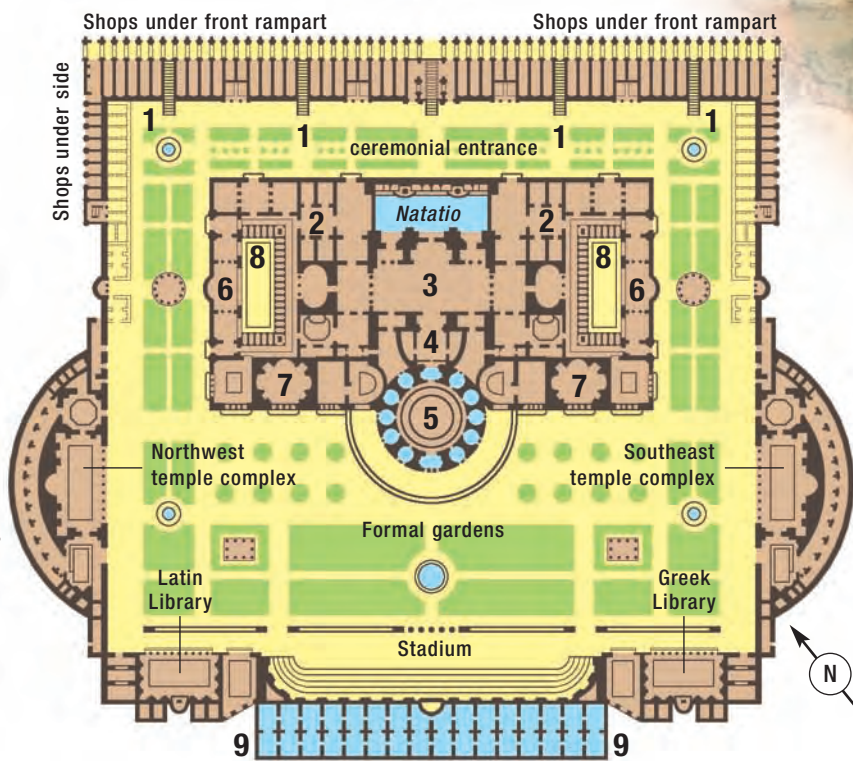 Shops under front rampart
Shops under front rampart
Shops under side
1
1
1
1
ceremonial entrance
2
Natatio
2
8
8
6
3
6
4
7
5
7
Northwest
temple complex
Southeast
temple complex
Formal gardens
Latin
Library
Greek
Library
Stadium
N
9
9